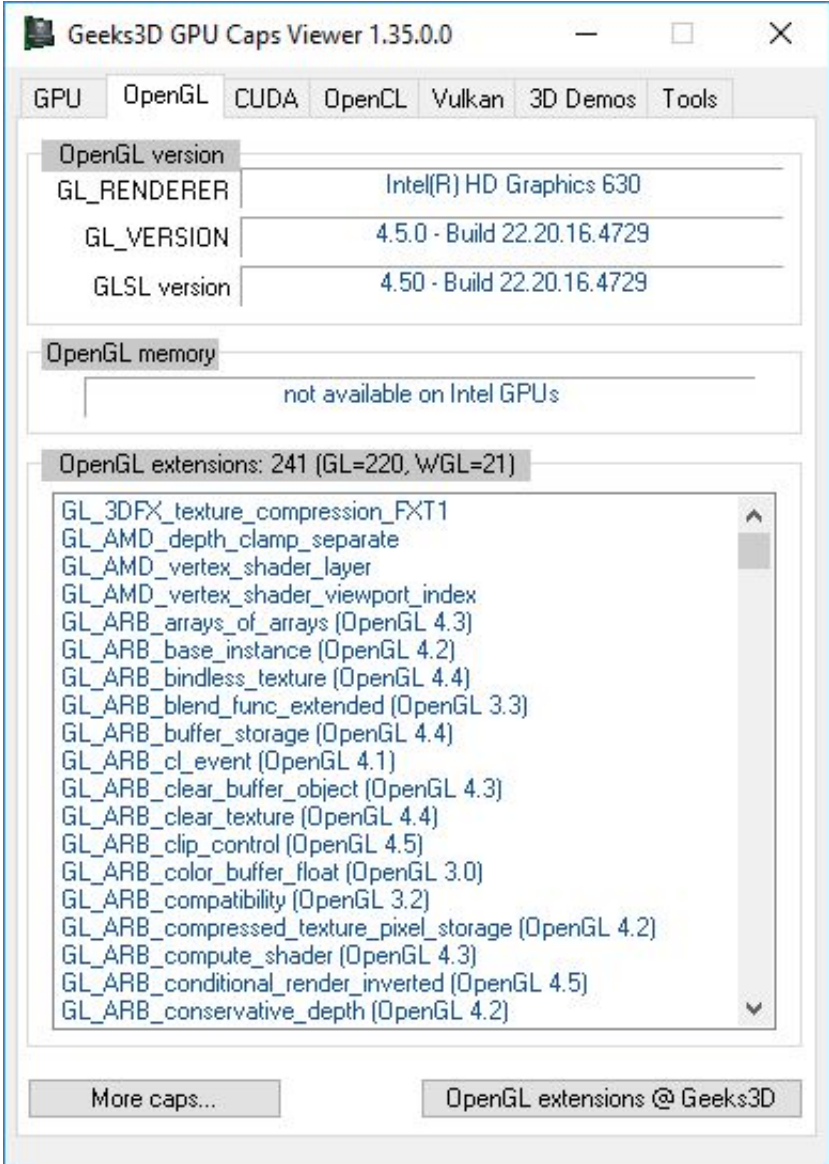 Geeks3D GPU Caps Viewer 1.35.0.0
GPU OpenGL CUDA OpenCL Vulkan 3D Demos Tools
OpenGL version
GL_RENDERER Intel(R) HD Graphics 630
GL_VERSION 4.5.0 - Build 22.20.16.4729
GLSL version 4.50 - Build 22.20.16.4729
OpenGL memory
not available on Intel GPUs
OpenGL extensions: 241 (GL=220, WGL=21)
GL_3DFX_texture_compression_FXT1
GL_AMD_depth_clamp_separate
GL_AMD_vertex_shader_layer
GL_AMD_vertex_shader_viewport_index
GL_ARB_arrays_of_arrays (OpenGL 4.3)
GL_ARB_base_instance (OpenGL 4.2)
GL_ARB_bindless_texture (OpenGL 4.4)
GL_ARB_blend_func_extended (OpenGL 3.3)
GL_ARB_buffer_storage (OpenGL 4.4)
GL_ARB_cl_event (OpenGL 4.1)
GL_ARB_clear_buffer_object (OpenGL 4.3)
GL_ARB_clear_texture (OpenGL 4.4)
GL_ARB_clip_control (OpenGL 4.5)
GL_ARB_color_buffer_float (OpenGL 3.0)
GL_ARB_compatibility (OpenGL 3.2)
GL_ARB_compressed_texture_pixel_storage (OpenGL 4.2)
GL_ARB_compute_shader (OpenGL 4.3)
GL_ARB_conditional_render_inverted (OpenGL 4.5)
GL_ARB_conservative_depth (OpenGL 4.2)
More caps... OpenGL extensions @ Geeks3D